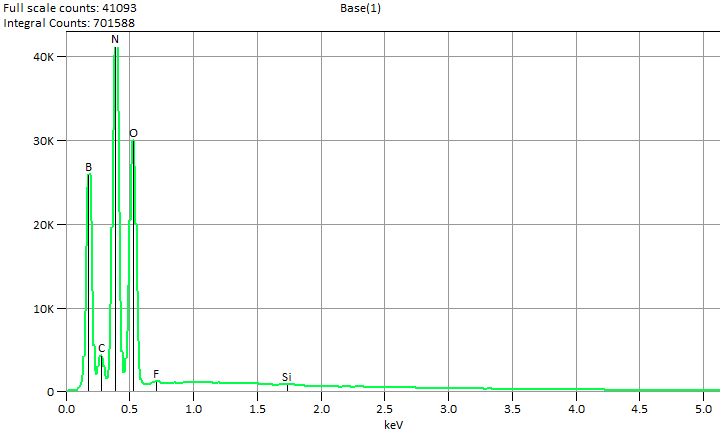 Full scale counts: 41093
Base(1)
Integral Counts: 701588
N
40K
O
30K
B
20K
10K
C
F
Si
0
0.0 0.5 1.0 1.5 2.0 2.5 3.0 3.5 4.0 4.5 5.0
keV